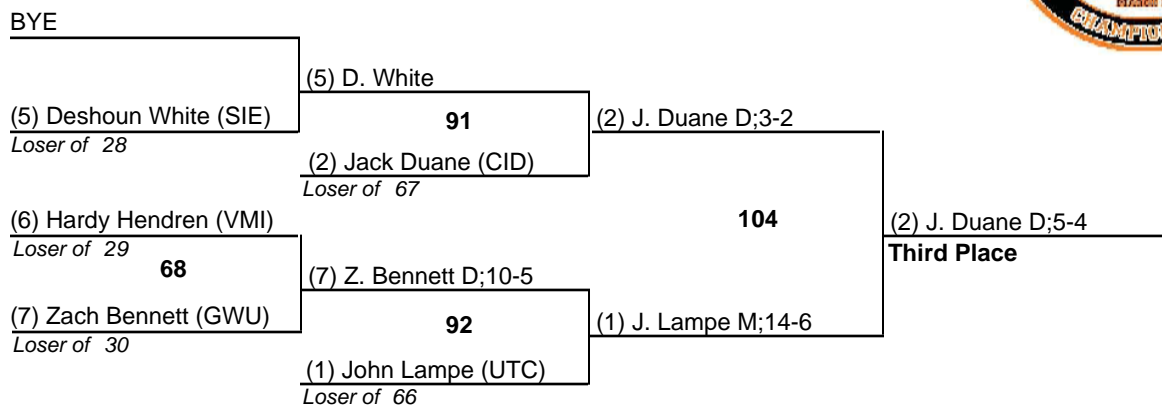 MARCH
CHAMPIO
BYE
(5) D. White
(5) Deshoun White (SIE)
91
(2) J. Duane D;3-2
Loser of 28
(2) Jack Duane (CID)
Loser of 67
(6) Hardy Hendren (VMI)
104
(2) J. Duane D;5-4
Loser of 29
Third Place
68
(7) Z. Bennett D;10-5
(7) Zach Bennett (GWU)
92
(1) J. Lampe M;14-6
Loser of 30
(1) John Lampe (UTC)
Loser of 66